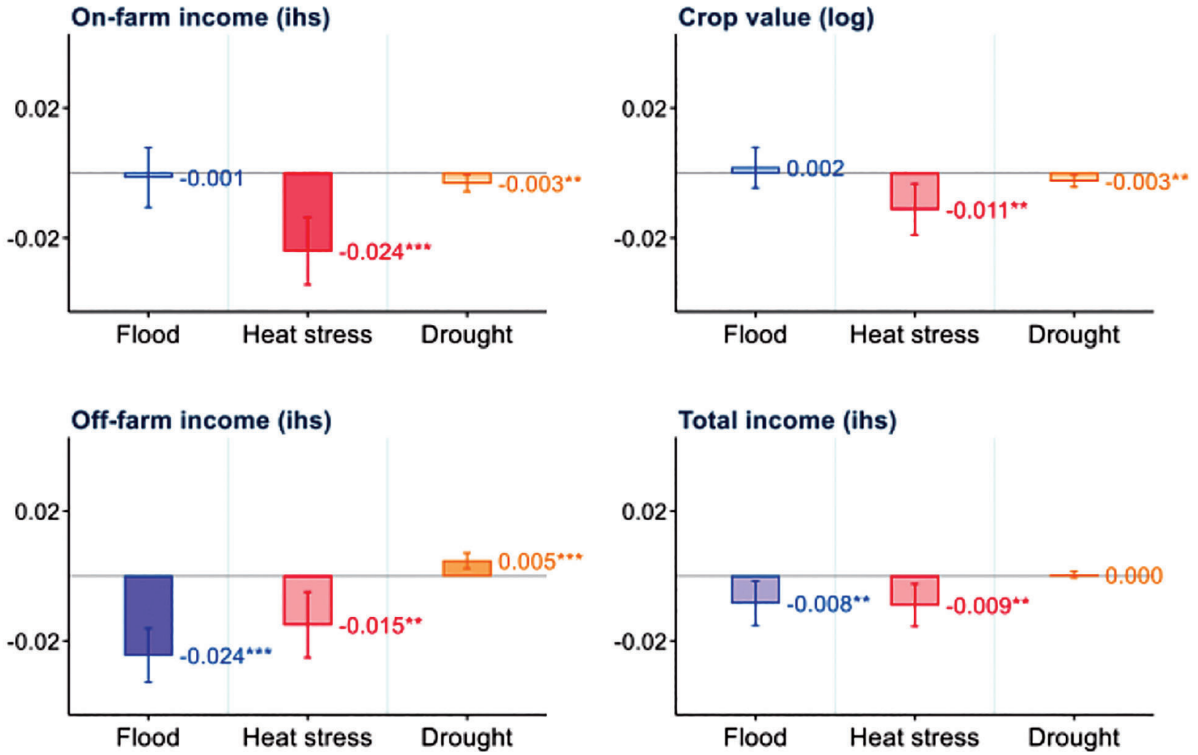 On-farm income (ihs)
0.02
-0.02
-0.001
-0.024***
-0.003**
Flood Heat stress Drought
Crop value (log)
0.02
-0.02
0.002
-0.011**
-0.003**
Flood Heat stress Drought
Off-farm income (ihs)
0.02
-0.02
-0.024***
-0.015**
0.005***
Flood Heat stress Drought
Total income (ihs)
0.02
-0.02
-0.008**
-0.009**
0.000
Flood Heat stress Drought